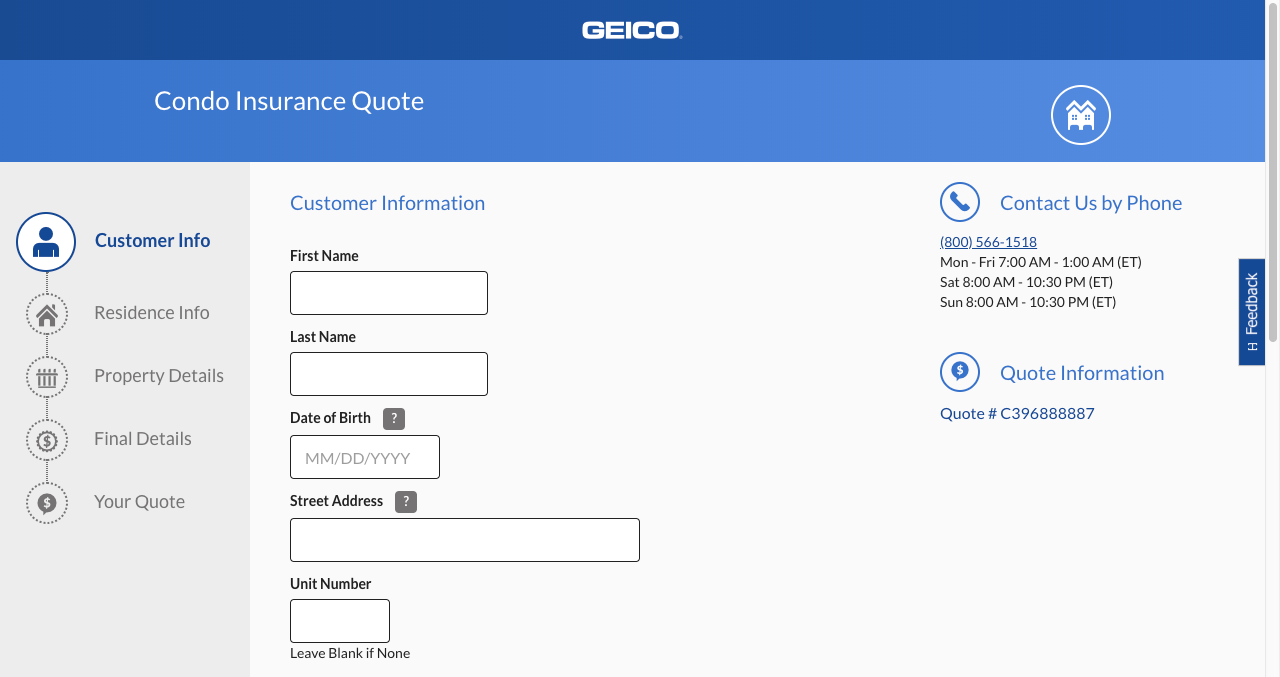 GEICO
Condo Insurance Quote
Customer Info
Residence Info
Property Details
Final Details
Your Quote
Customer Information
First Name
Last Name
Date of Birth ?
MM/DD/YYYY
Street Address ?
Unit Number
Leave Blank if None
Contact Us by Phone
(800) 566-1518
Mon - Fri 7:00 AM - 1:00 AM (ET)
Sat 8:00 AM - 10:30 PM (ET)
Sun 8:00 AM - 10:30 PM (ET)
Quote Information
Quote # C396888887
Feedback